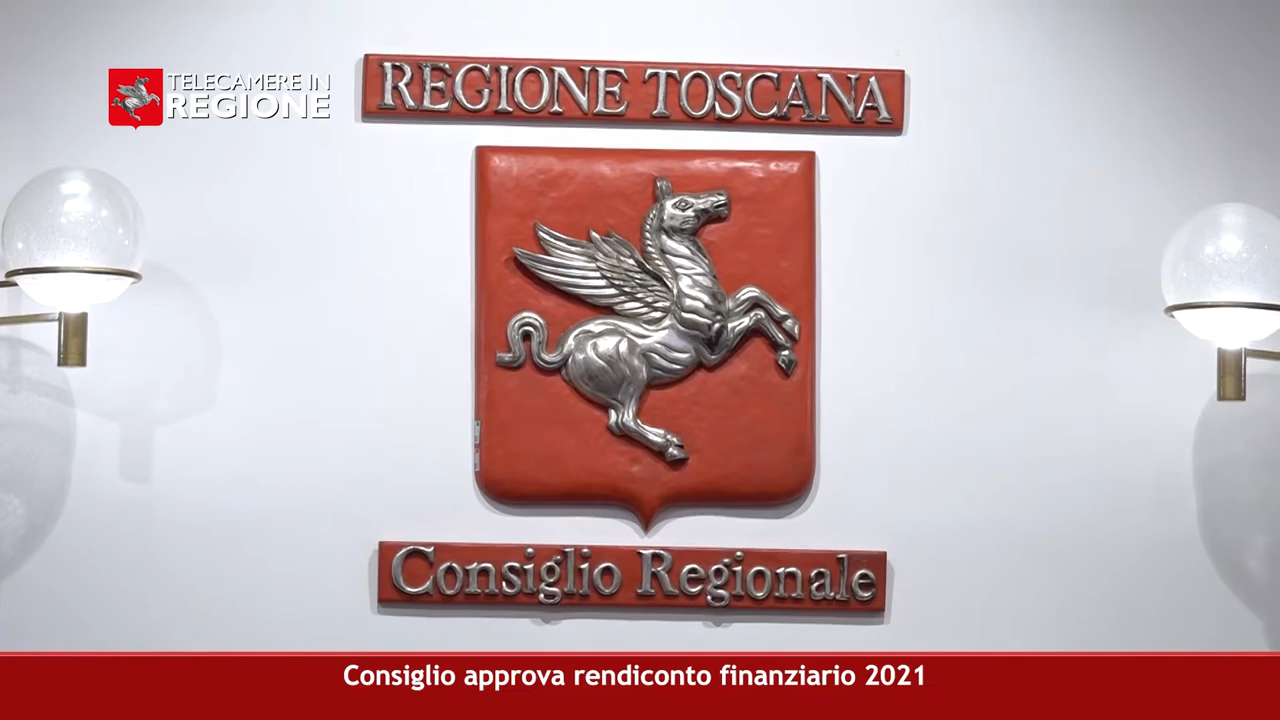 TELECAMERE IN
REGIONE
REGIONE TOSCANA
Consiglio Regionale
Consiglio approva rendiconto finanziario 2021